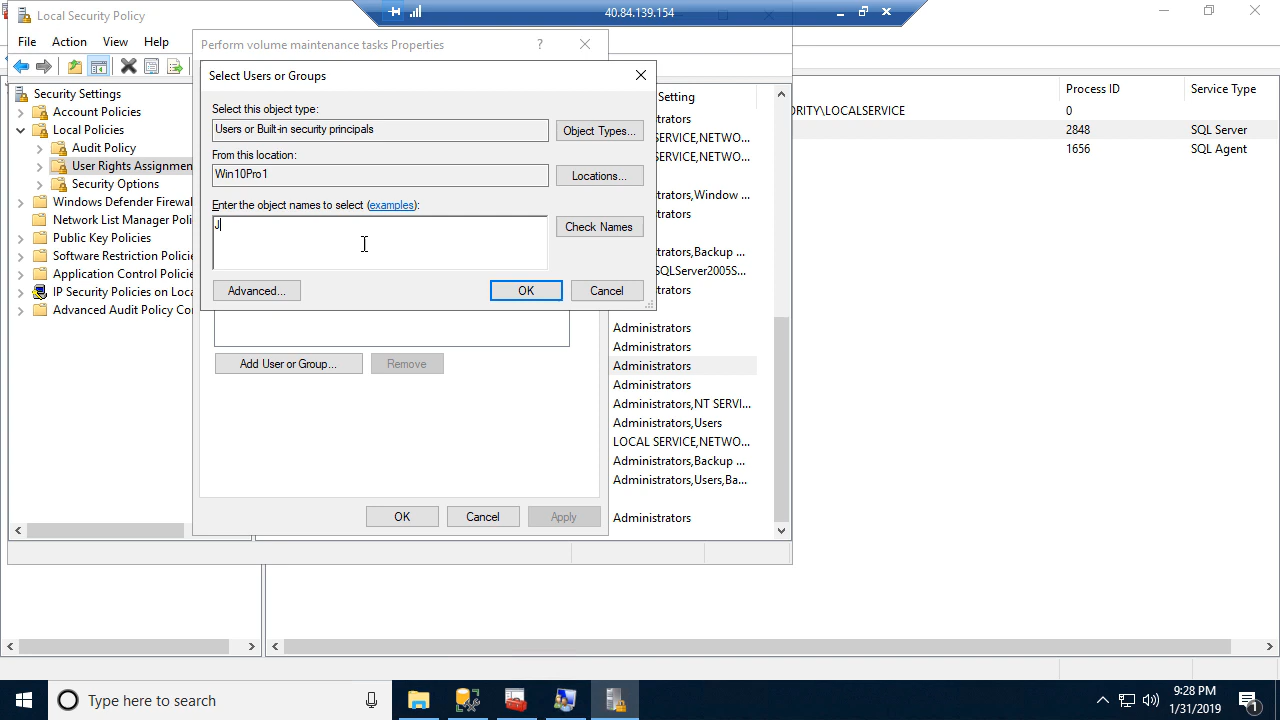 Local Security Policy
40.84.139.154
File Action View Help
Perform volume maintenance tasks Properties
?
Select Users or Groups
Select this object type:
Users or Built-in security principals
Object Types...
From this location:
Win10Pro1
Locations...
Enter the object names to select (examples):
J
Check Names
Advanced...
OK
Cancel
Add User or Group...
Remove
OK
Cancel
Apply
Security Settings
Account Policies
Local Policies
Audit Policy
User Rights Assignmen
Security Options
Windows Defender Firewal
Network List Manager Poli
Public Key Policies
Software Restriction Policie
Application Control Policie
IP Security Policies on Loca
Advanced Audit Policy Co
Setting
SERVICE,NETWO...
SERVICE,NETWO...
rators,Window ...
rators
rators,Backup ...
SQLServer2005S...
rators
Administrators
Administrators
Administrators
Administrators
Administrators,NT SERVI...
Administrators,Users
LOCAL SERVICE,NETWO...
Administrators,Backup ...
Administrators,Users,Ba...
Administrators
Process ID
Service Type
ORITY\LOCALSERVICE
0
2848
SQL Server
1656
SQL Agent
Type here to search
9:28 PM
1/31/2019
1